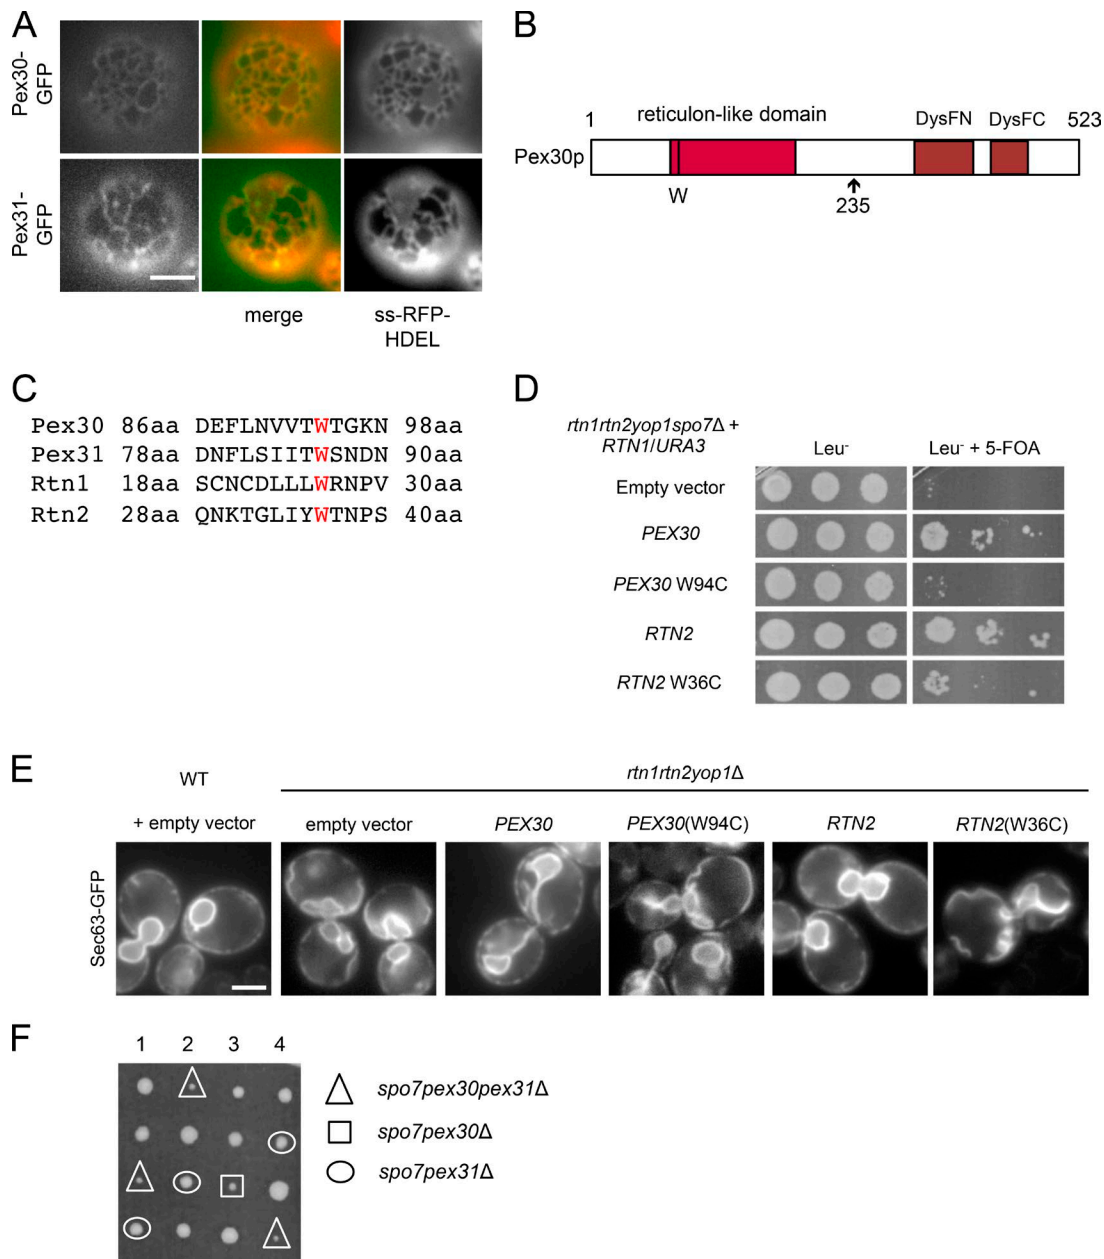 A
Pex30-
GFP
Pex31-
GFP
merge
ss-RFP-
HDEL
B
1
reticulon-like domain
DysFN
DysFC
523
Pex30p
W
235
C
Pex30 86aa DEFLNVVTWTGKN 98aa
Pex31 78aa DNFLSIITWSNDN 90aa
Rtn1 18aa SCNCDLLLWRNPV 30aa
Rtn2 28aa QNKTGLIYWTNPS 40aa
D
rtn1rtn2yop1spo7Δ +
RTN1/URA3
Leu-
Leu- + 5-FOA
Empty vector
PEX30
PEX30 W94C
RTN2
RTN2 W36C
E
WT
rtn1rtn2yop1Δ
+ empty vector
empty vector
PEX30
PEX30(W94C)
RTN2
RTN2(W36C)
Sec63-GFP
F
1 2 3 4
spo7pex30pex31Δ
spo7pex30Δ
spo7pex31Δ